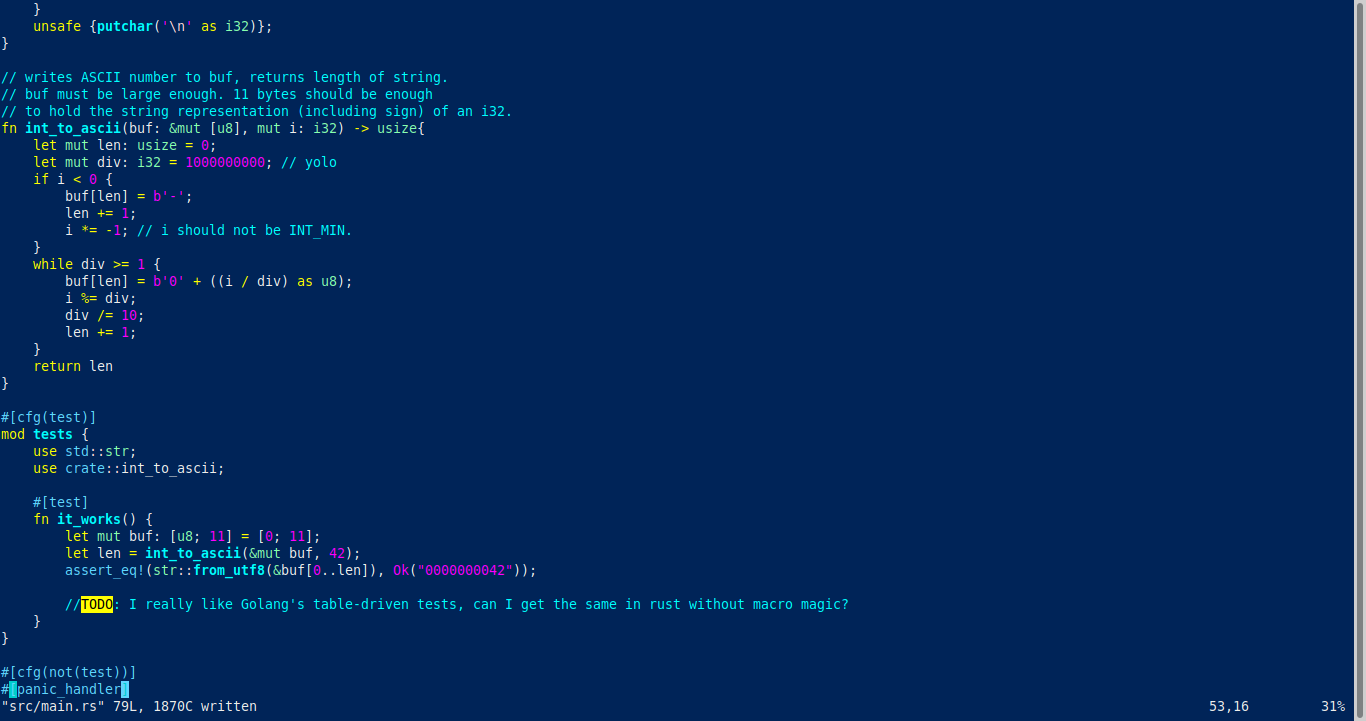 }
    unsafe {putchar('\n' as i32)};
}

// writes ASCII number to buf, returns length of string.
// buf must be large enough. 11 bytes should be enough
// to hold the string representation (including sign) of an i32.
fn int_to_ascii(buf: &mut [u8], mut i: i32) -> usize{
    let mut len: usize = 0;
    let mut div: i32 = 1000000000; // yolo
    if i < 0 {
        buf[len] = b'-';
        len += 1;
        i *= -1; // i should not be INT_MIN.
    }
    while div >= 1 {
        buf[len] = b'0' + ((i / div) as u8);
        i %= div;
        div /= 10;
        len += 1;
    }
    return len
}

#[cfg(test)]
mod tests {
    use std::str;
    use crate::int_to_ascii;

    #[test]
    fn it_works() {
        let mut buf: [u8; 11] = [0; 11];
        let len = int_to_ascii(&mut buf, 42);
        assert_eq!(str::from_utf8(&buf[0..len]), Ok("0000000042"));

        //TODO: I really like Golang's table-driven tests, can I get the same in rust without macro magic?
    }
}

#[cfg(not(test))]
#[panic_handler]
"src/main.rs" 79L, 1870C written 53,16 31%